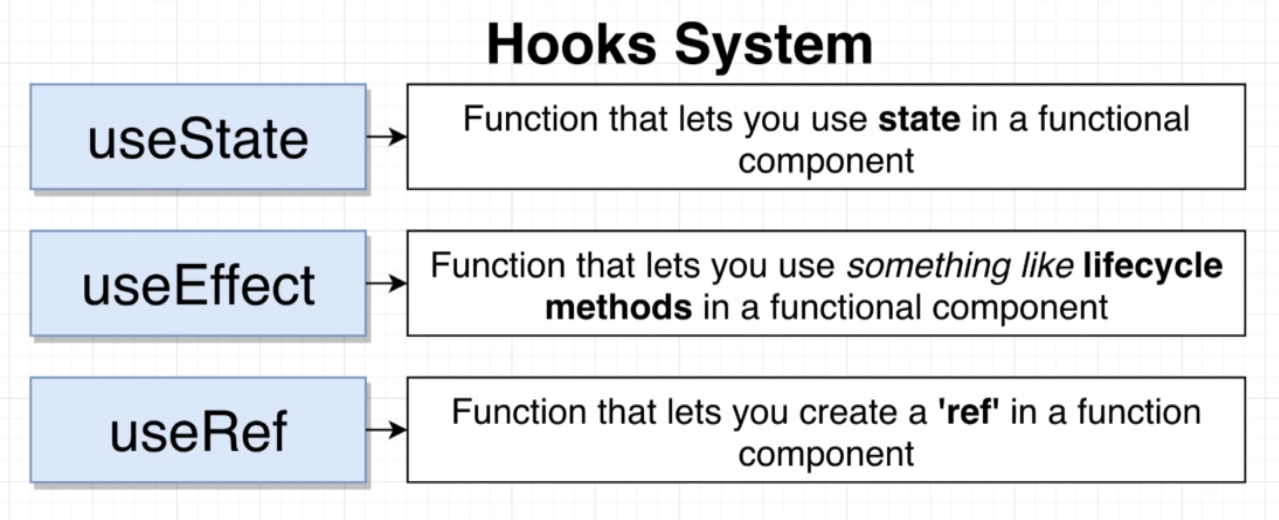 Hooks System
useState
Function that lets you use state in a functional
component
useEffect
Function that lets you use something like lifecycle
methods in a functional component
useRef
Function that lets you create a 'ref' in a function
component